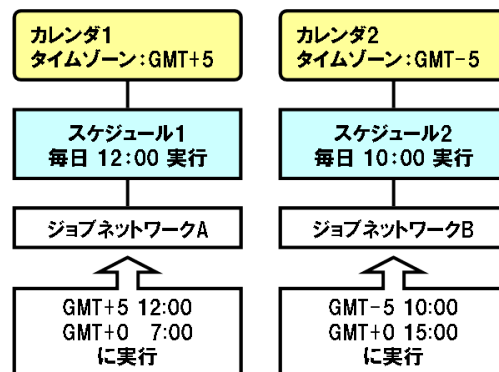 カレンダ1
タイムゾーン:GMT+5
スケジュール1
毎日 12:00 実行
ジョブネットワークA
GMT+5 12:00
GMT+0 7:00
に実行
カレンダ2
タイムゾーン:GMT-5
スケジュール2
毎日 10:00 実行
ジョブネットワークB
GMT-5 10:00
GMT+0 15:00
に実行